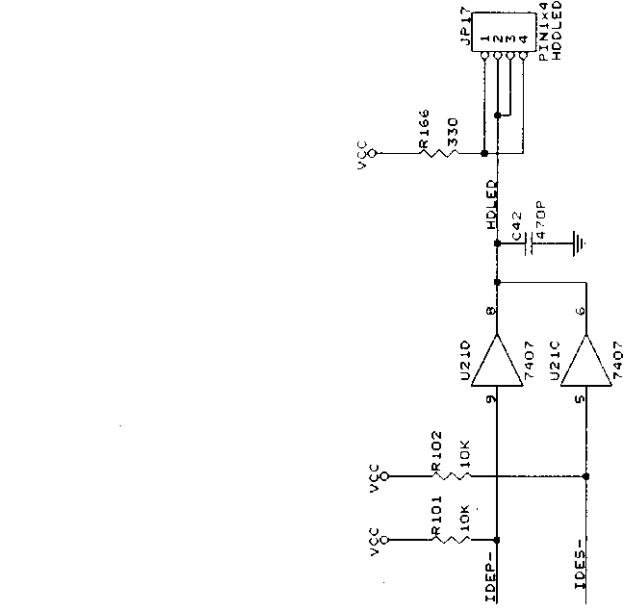 JP17
1
2
3
4
PIN1x4
HDDLED
R166
330
VCC
HDLED
C42
470P
8
6
U21D
7407
U21C
7407
9
5
R102
10K
VCC
R101
10K
VCC
IDEP-
IDES-